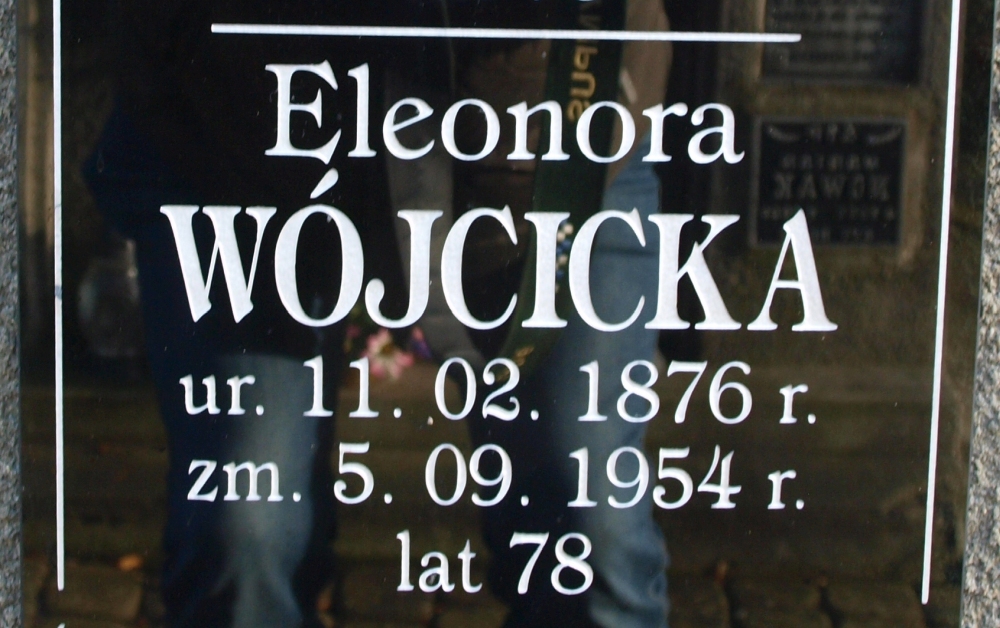 Eleonora
WÓJCICKA
ur. 11. 02. 1876 r.
zm. 5. 09. 1954 r.
lat 78